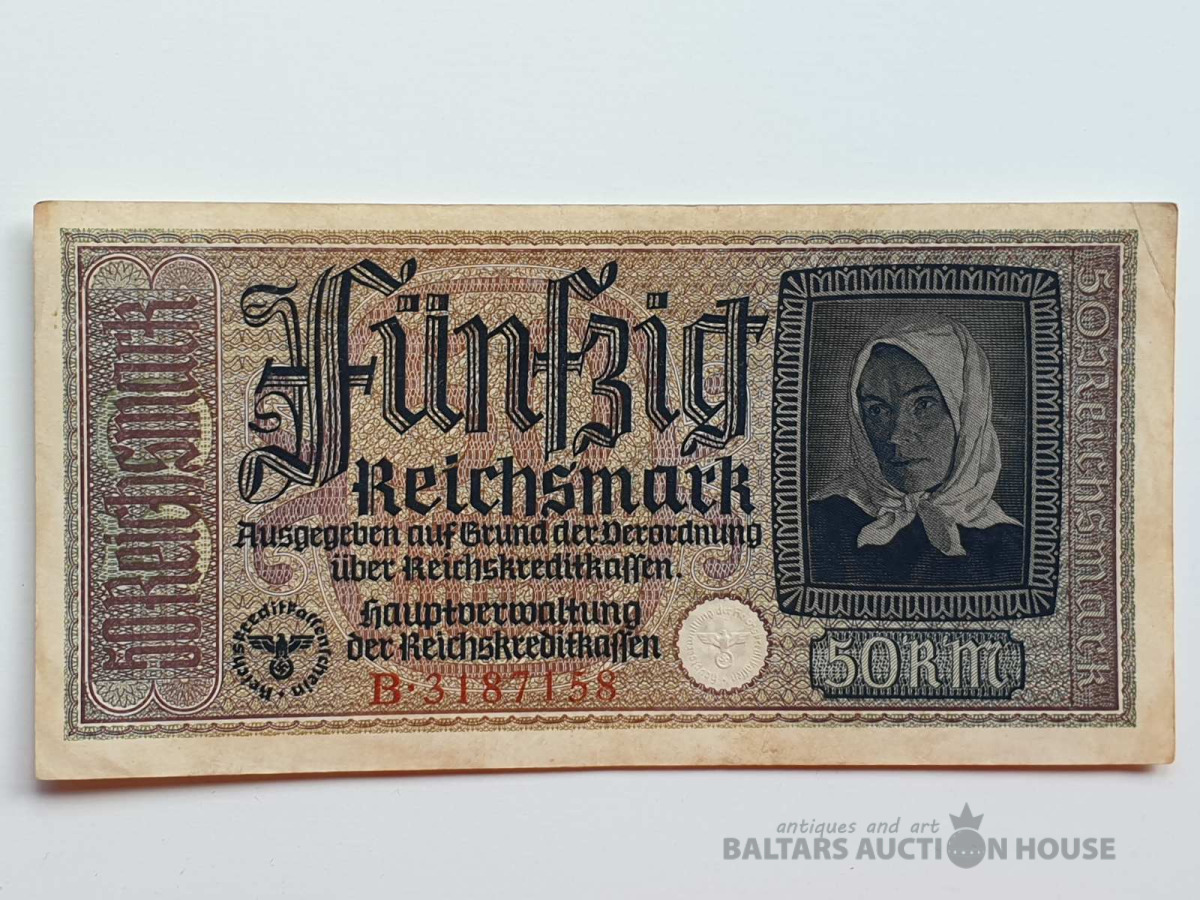 50 Reichsmark
Fünfzig
Reichsmark
Ausgegeben auf Grund der Verordnung
über Reichskreditkassen.
Hauptverwaltung
der Reichskreditkassen
Reichskreditkassenschein
B·3187158
50 RM
50 Reichsmark
antiques and art
BALTARS AUCTION HOUSE